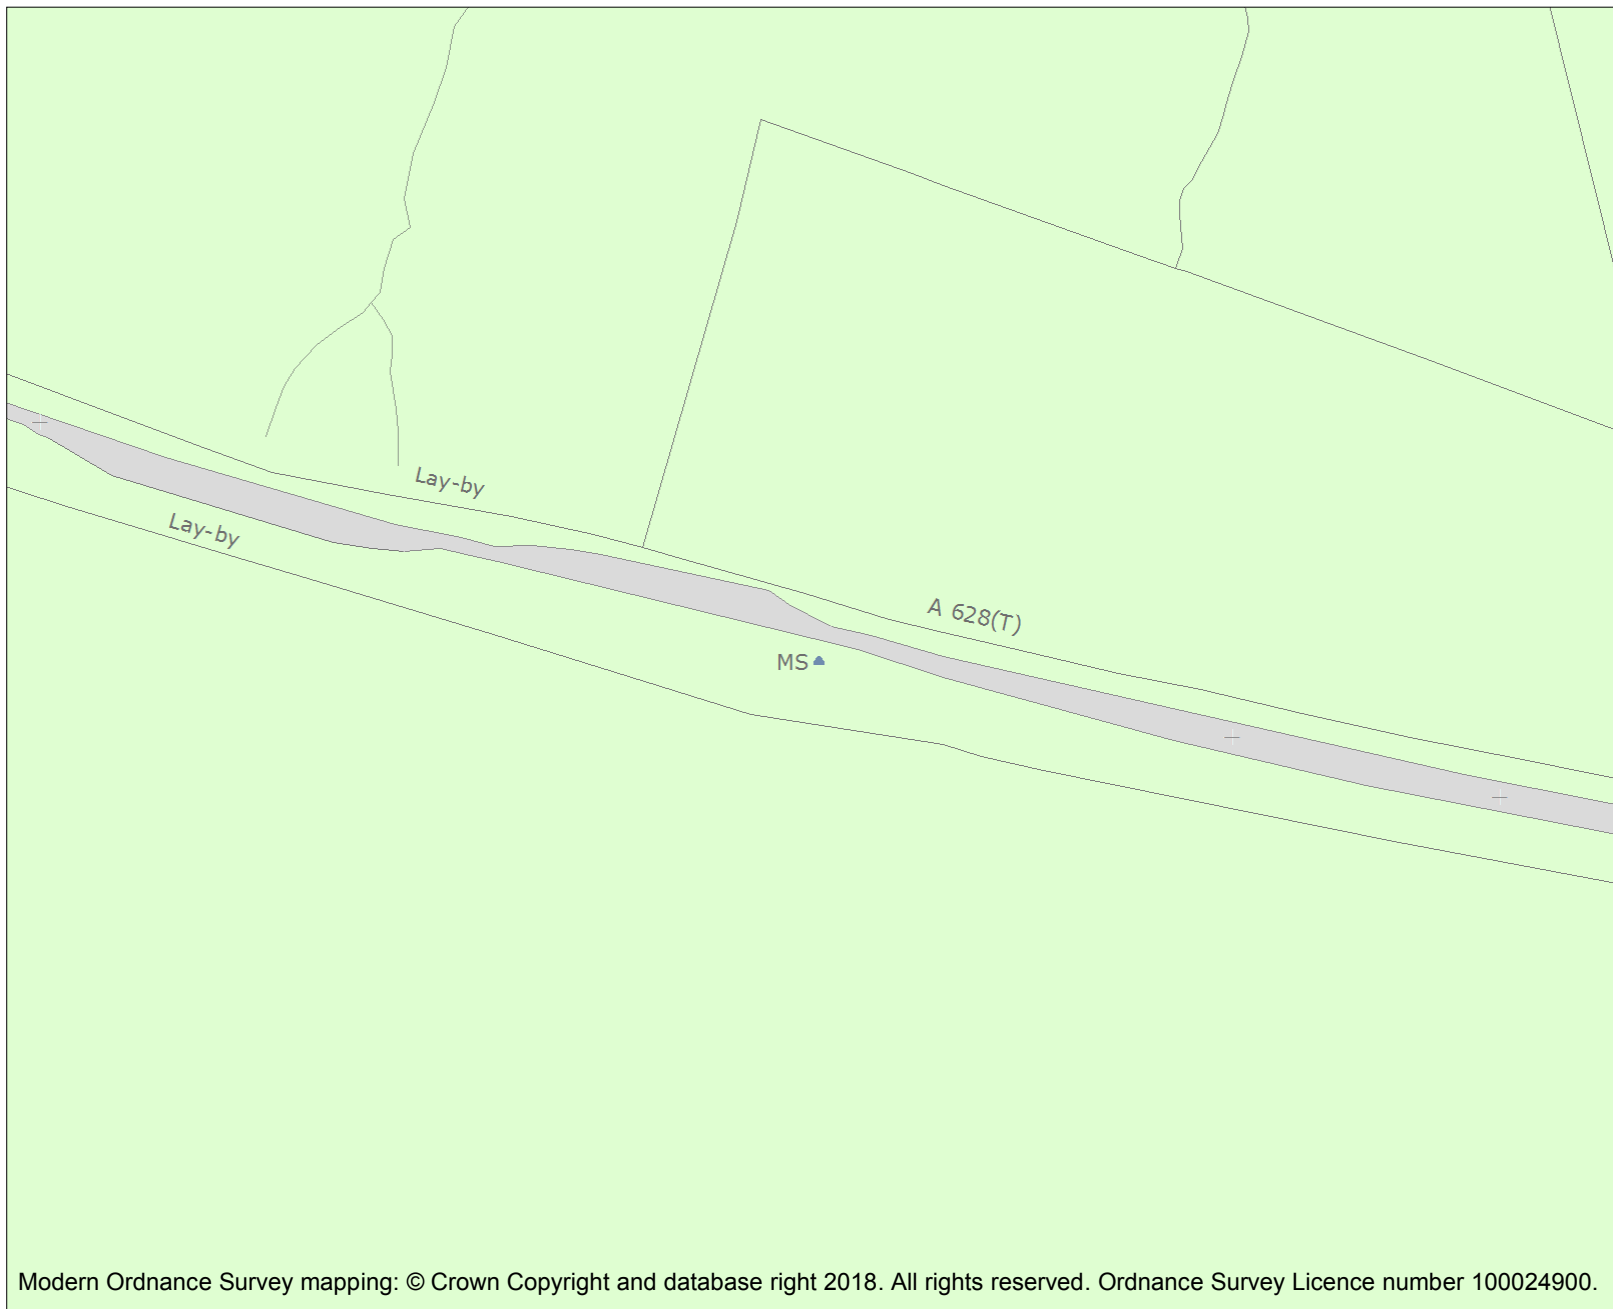 Lay-by
Lay-by
A 628(T)
MS
Modern Ordnance Survey mapping: © Crown Copyright and database right 2018. All rights reserved. Ordnance Survey Licence number 100024900.